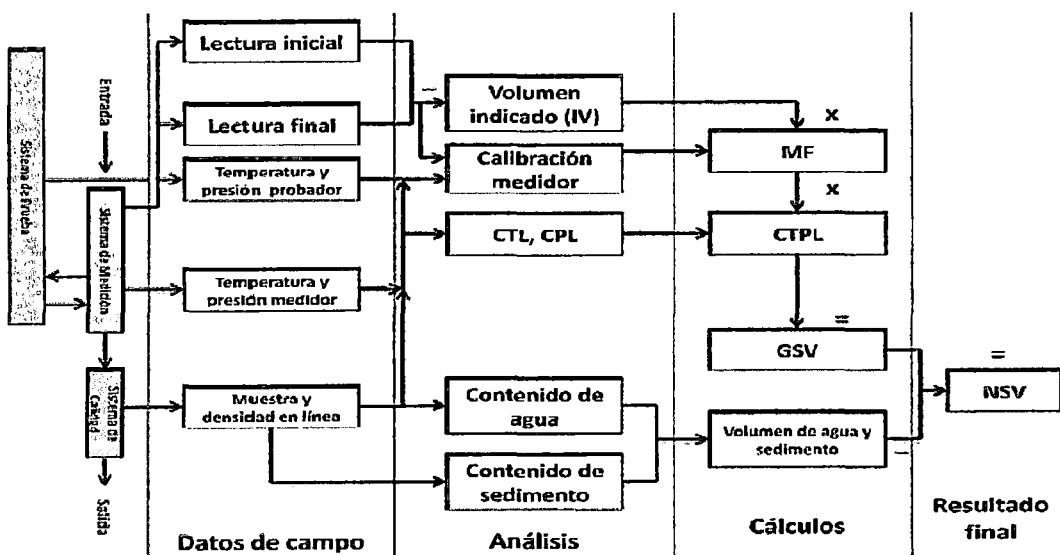 Sistema de Prueba
Entrada
Sistema de Medición
Sistema de
Calidad
Salida
Lectura inicial
Lectura final
Temperatura y
presión probador
Temperatura y
presión medidor
Muestra y
densidad en línea
Datos de campo
Volumen
indicado (IV)
Calibración
medidor
CTL, CPL
Contenido de
agua
Contenido de
sedimento
Análisis
x
MF
x
CTPL
=
GSV
Volumen de agua y
sedimento
Cálculos
=
NSV
Resultado
final